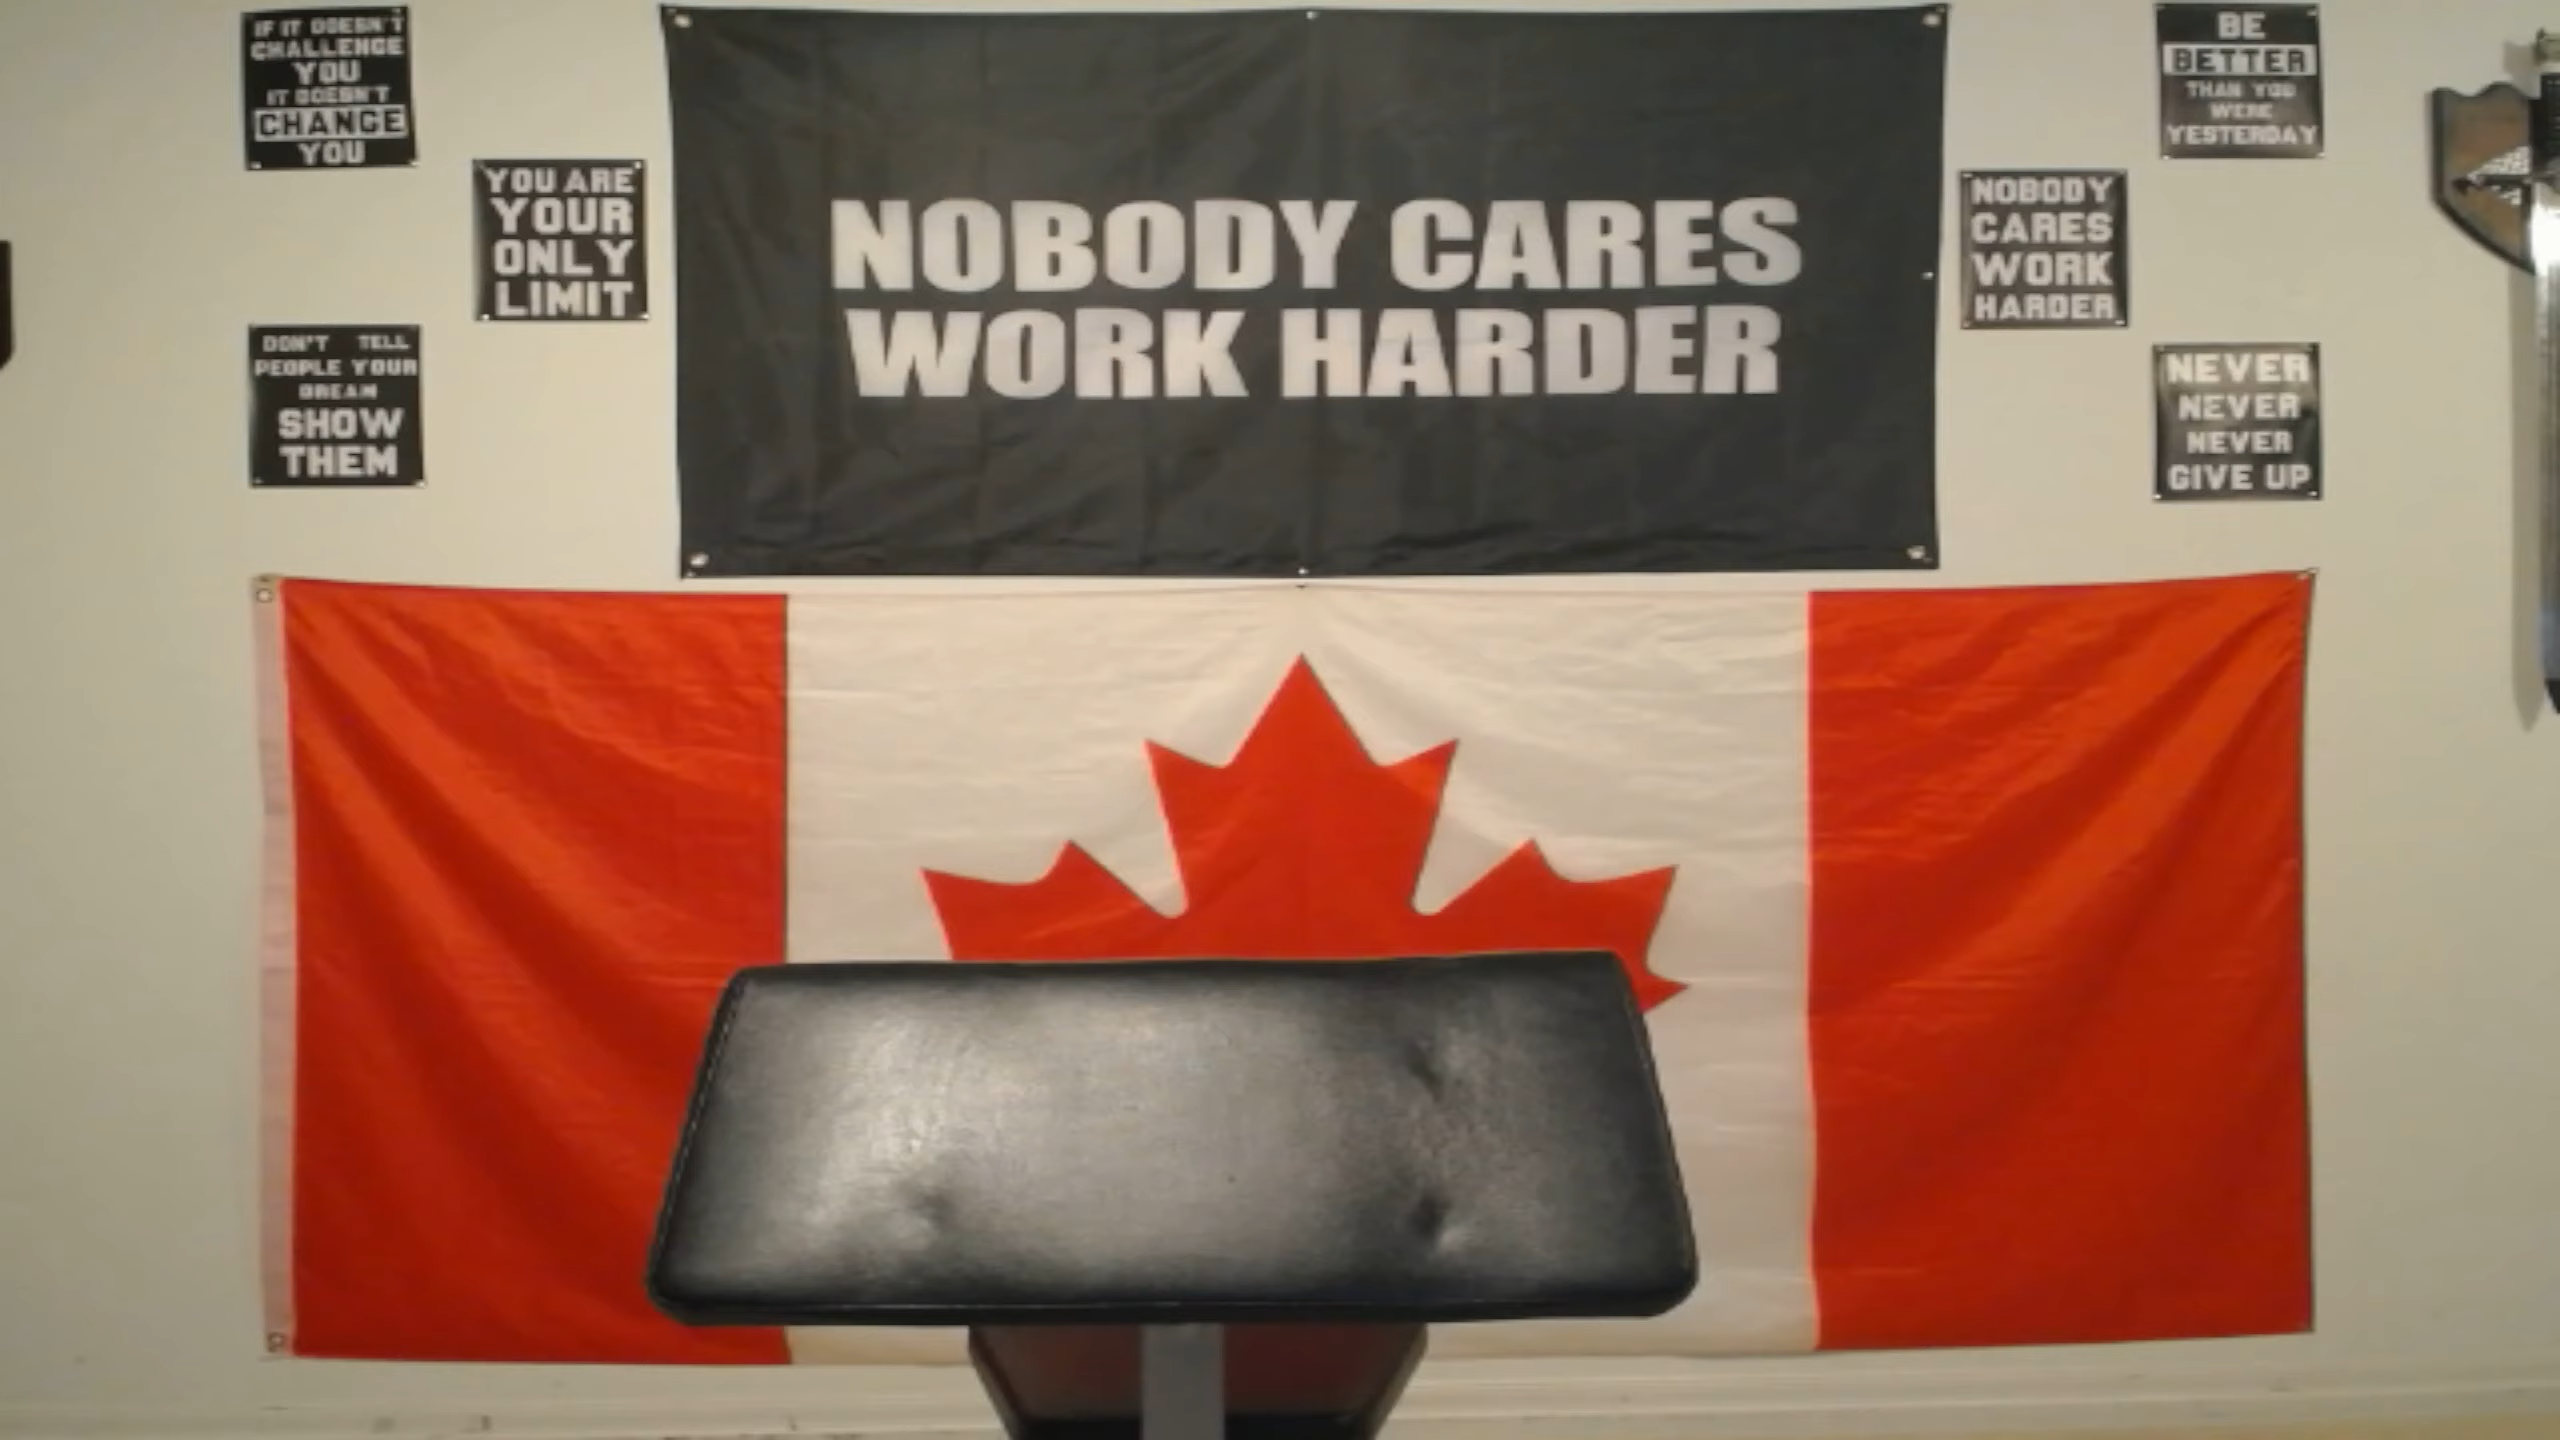 IF IT DOESN'T
CHALLENGE
YOU
IT DOESN'T
CHANGE
YOU
YOU ARE
YOUR
ONLY
LIMIT
DON'T TELL
PEOPLE YOUR
DREAM
SHOW
THEM
NOBODY CARES
WORK HARDER
BE
BETTER
THAN YOU
WERE
YESTERDAY
NOBODY
CARES
WORK
HARDER
NEVER
NEVER
NEVER
GIVE UP